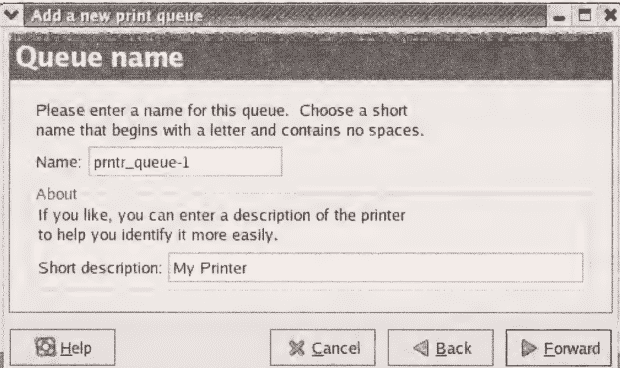 Add a new print queue
Queue name
Please enter a name for this queue. Choose a short
name that begins with a letter and contains no spaces.
Name: prntr_queue-1
About
If you like, you can enter a description of the printer
to help you identify it more easily.
Short description: My Printer
Help Cancel Back Forward